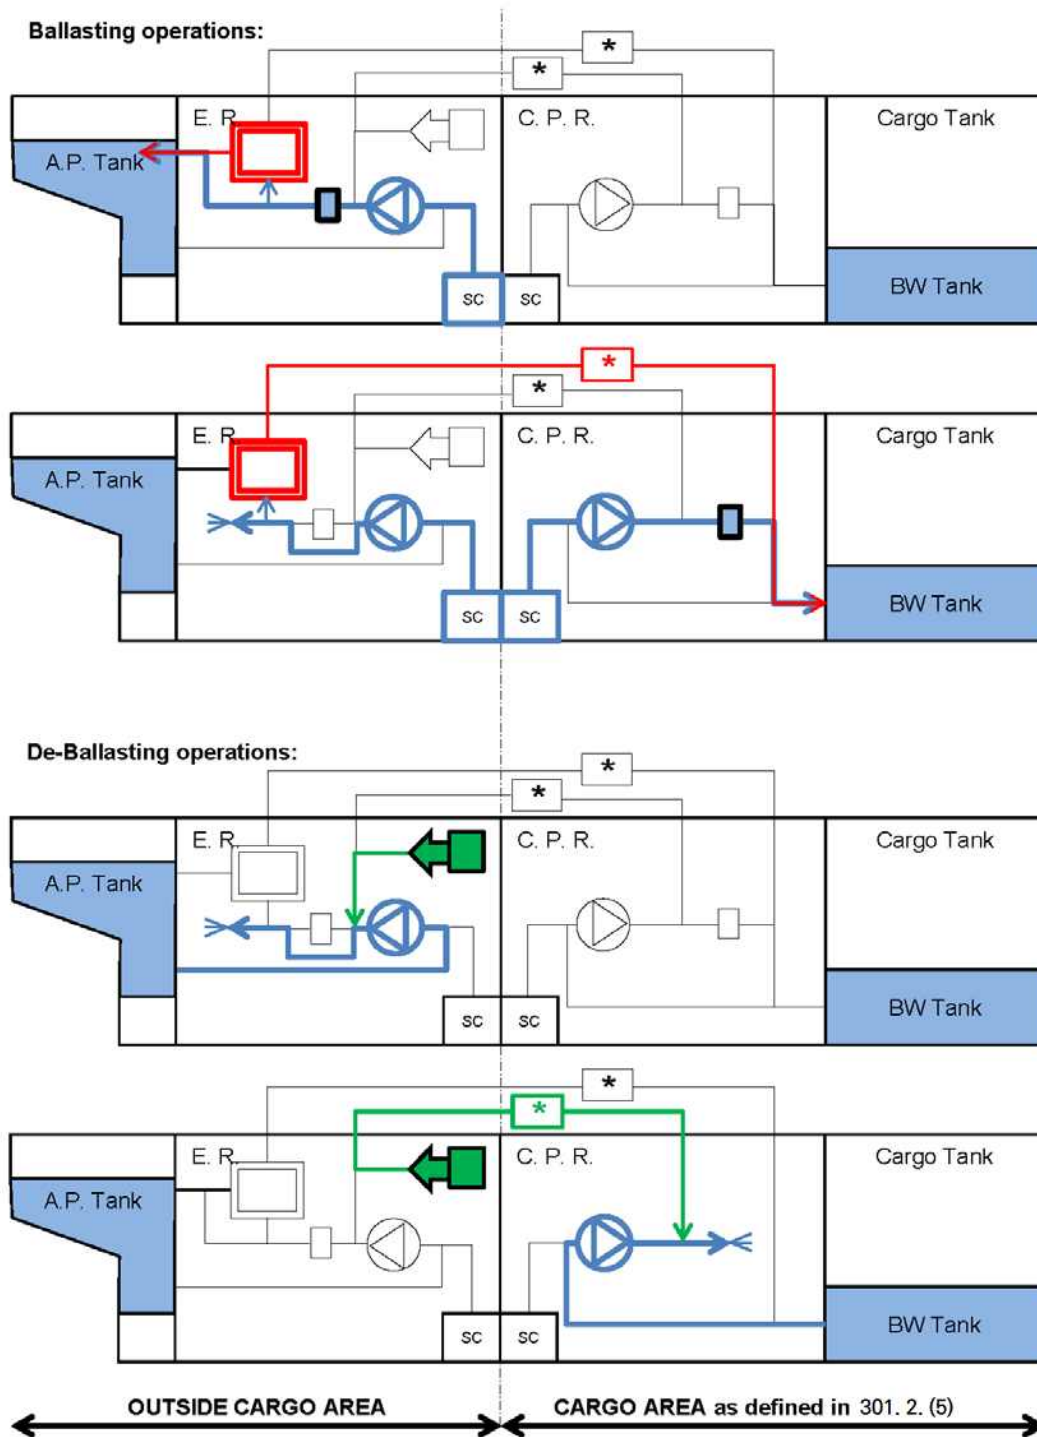 Ballasting operations:
*
*
E. R.
C. P. R.
Cargo Tank
A.P. Tank
sc
sc
BW Tank
*
*
E. R.
C. P. R.
Cargo Tank
A.P. Tank
sc
sc
BW Tank
De-Ballasting operations:
*
*
E. R.
C. P. R.
Cargo Tank
A.P. Tank
sc
sc
BW Tank
*
*
E. R.
C. P. R.
Cargo Tank
A.P. Tank
sc
sc
BW Tank
OUTSIDE CARGO AREA
CARGO AREA as defined in 301. 2. (5)